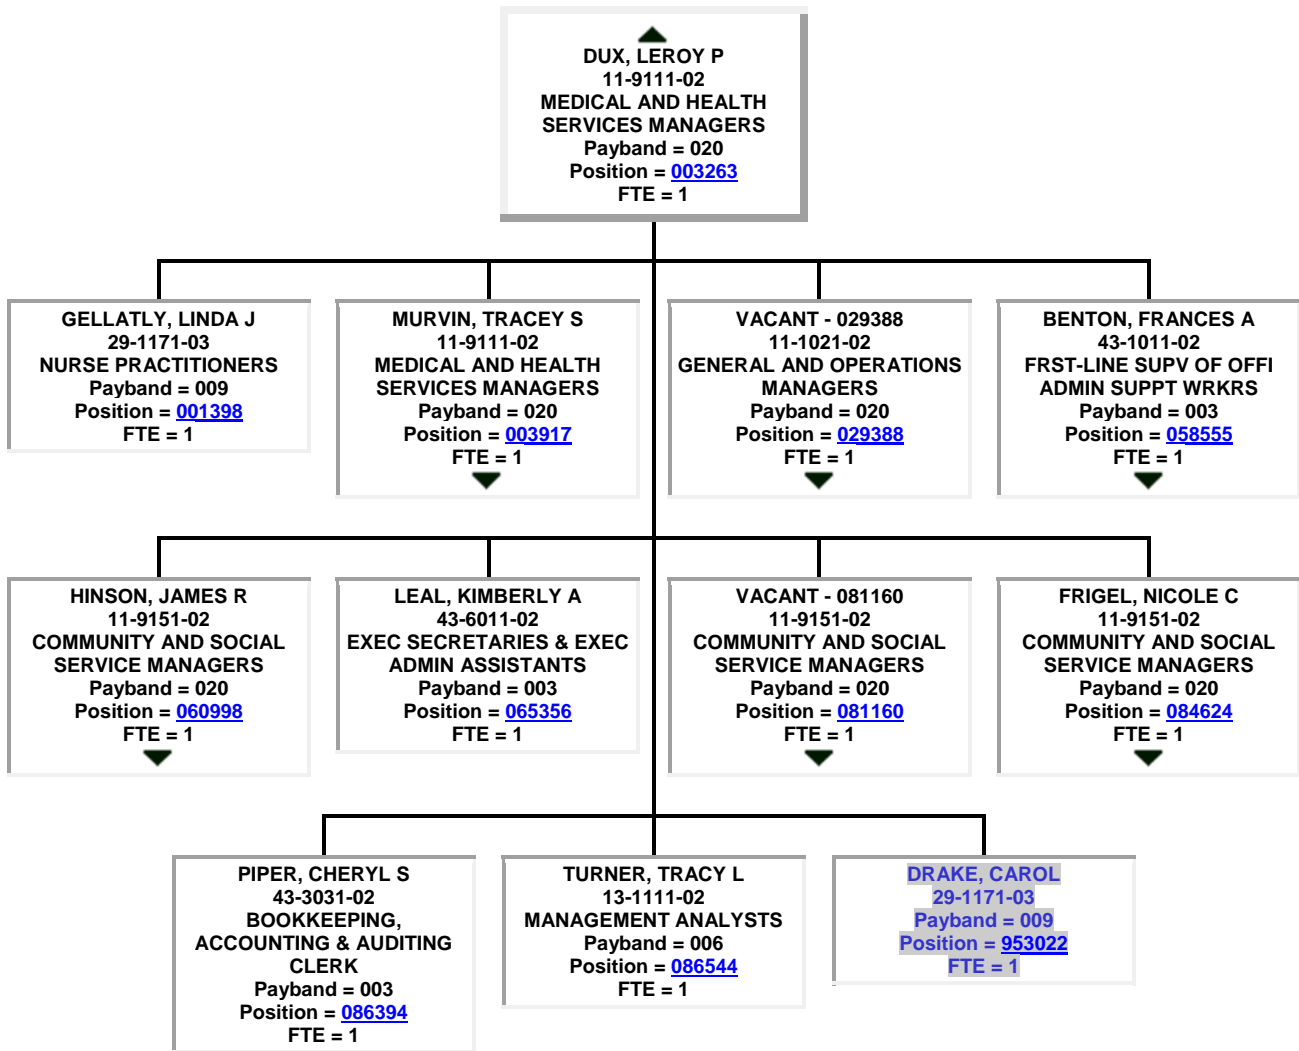 DUX, LEROY P
11-9111-02
MEDICAL AND HEALTH
SERVICES MANAGERS
Payband = 020
Position = 003263
FTE = 1
GELLATLY, LINDA J
29-1171-03
NURSE PRACTITIONERS
Payband = 009
Position = 001398
FTE = 1
MURVIN, TRACEY S
11-9111-02
MEDICAL AND HEALTH
SERVICES MANAGERS
Payband = 020
Position = 003917
FTE = 1
VACANT - 029388
11-1021-02
GENERAL AND OPERATIONS
MANAGERS
Payband = 020
Position = 029388
FTE = 1
BENTON, FRANCES A
43-1011-02
FRST-LINE SUPV OF OFFI
ADMIN SUPPT WRKRS
Payband = 003
Position = 058555
FTE = 1
HINSON, JAMES R
11-9151-02
COMMUNITY AND SOCIAL
SERVICE MANAGERS
Payband = 020
Position = 060998
FTE = 1
LEAL, KIMBERLY A
43-6011-02
EXEC SECRETARIES & EXEC
ADMIN ASSISTANTS
Payband = 003
Position = 065356
FTE = 1
VACANT - 081160
11-9151-02
COMMUNITY AND SOCIAL
SERVICE MANAGERS
Payband = 020
Position = 081160
FTE = 1
FRIGEL, NICOLE C
11-9151-02
COMMUNITY AND SOCIAL
SERVICE MANAGERS
Payband = 020
Position = 084624
FTE = 1
PIPER, CHERYL S
43-3031-02
BOOKKEEPING,
ACCOUNTING & AUDITING
CLERK
Payband = 003
Position = 086394
FTE = 1
TURNER, TRACY L
13-1111-02
MANAGEMENT ANALYSTS
Payband = 006
Position = 086544
FTE = 1
DRAKE, CAROL
29-1171-03
Payband = 009
Position = 953022
FTE = 1